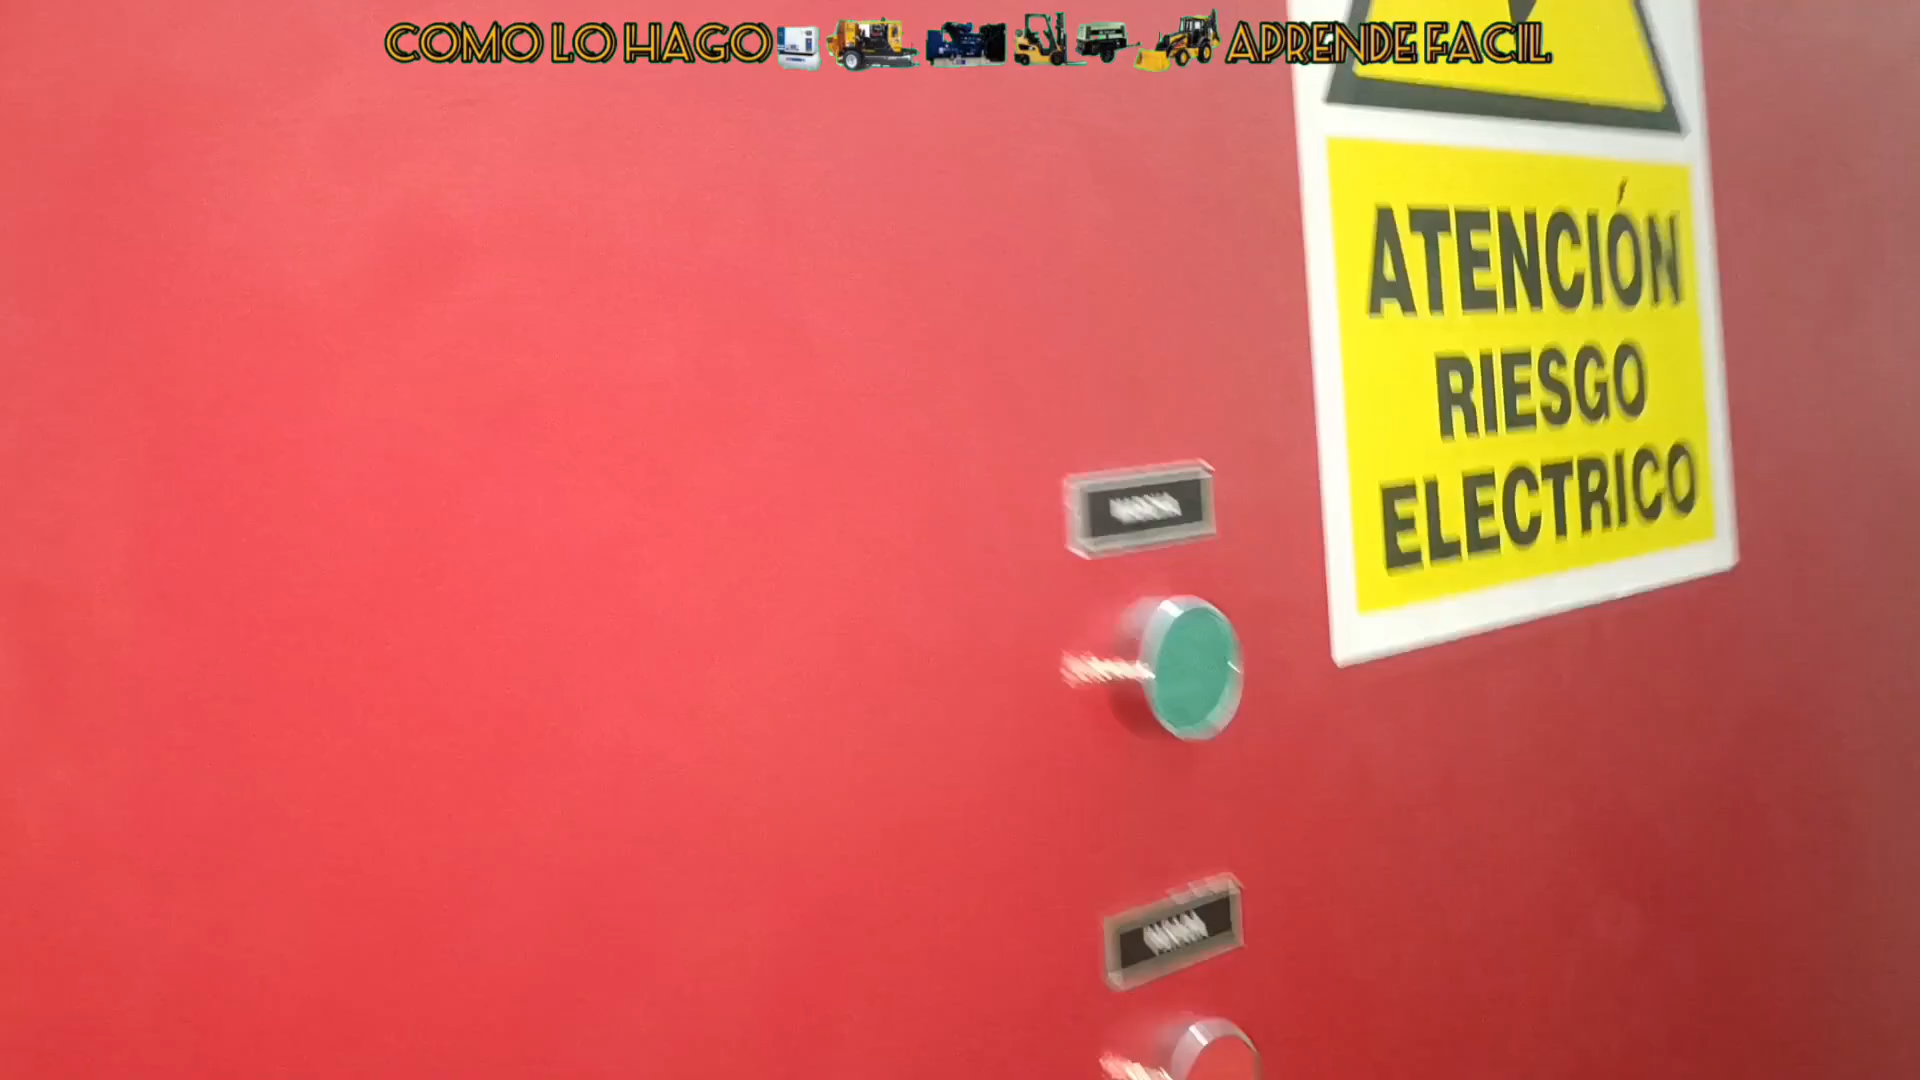 COMO LO HAGO APRENDE FACIL
ATENCIÓN
RIESGO
ELECTRICO